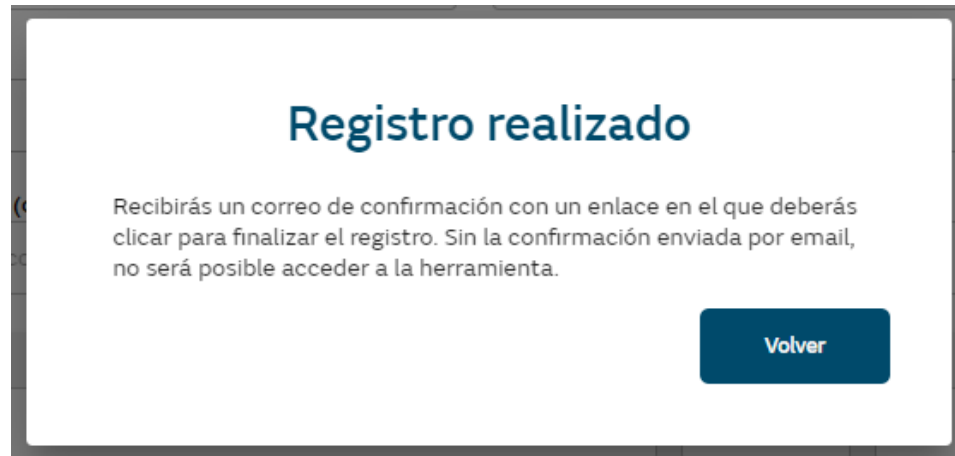 Registro realizado
Recibirás un correo de confirmación con un enlace en el que deberás
clicar para finalizar el registro. Sin la confirmación enviada por email,
no será posible acceder a la herramienta.
Volver